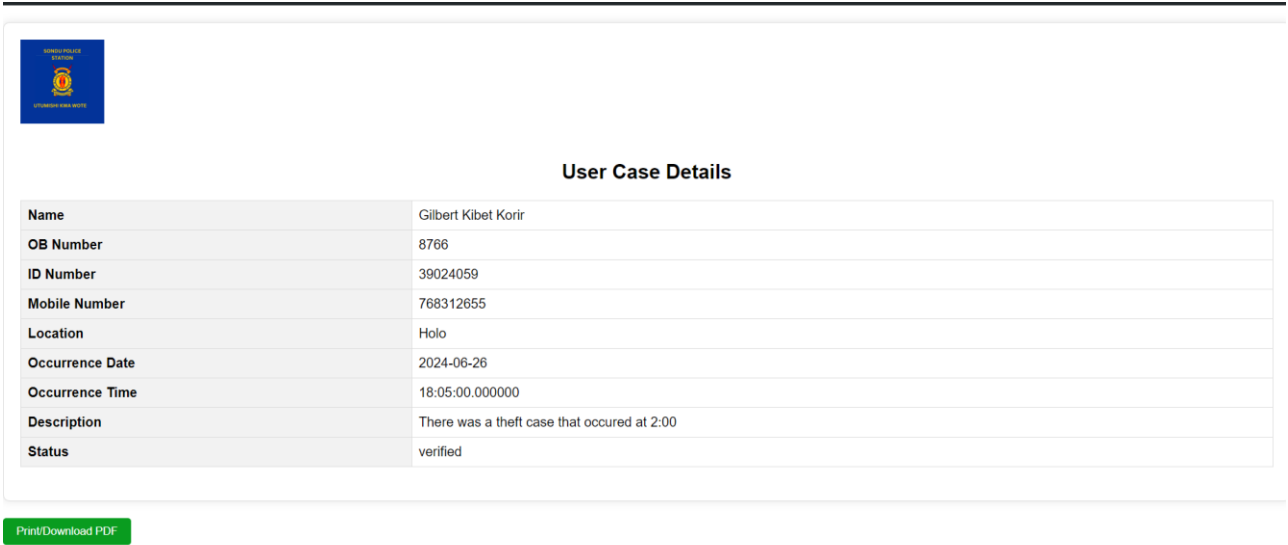 SONDU POLICE
STATION
UTUMISHI KWA WOTE
User Case Details
Name Gilbert Kibet Korir
OB Number 8766
ID Number 39024059
Mobile Number 768312655
Location Holo
Occurrence Date 2024-06-26
Occurrence Time 18:05:00.000000
Description There was a theft case that occured at 2:00
Status verified
Print/Download PDF